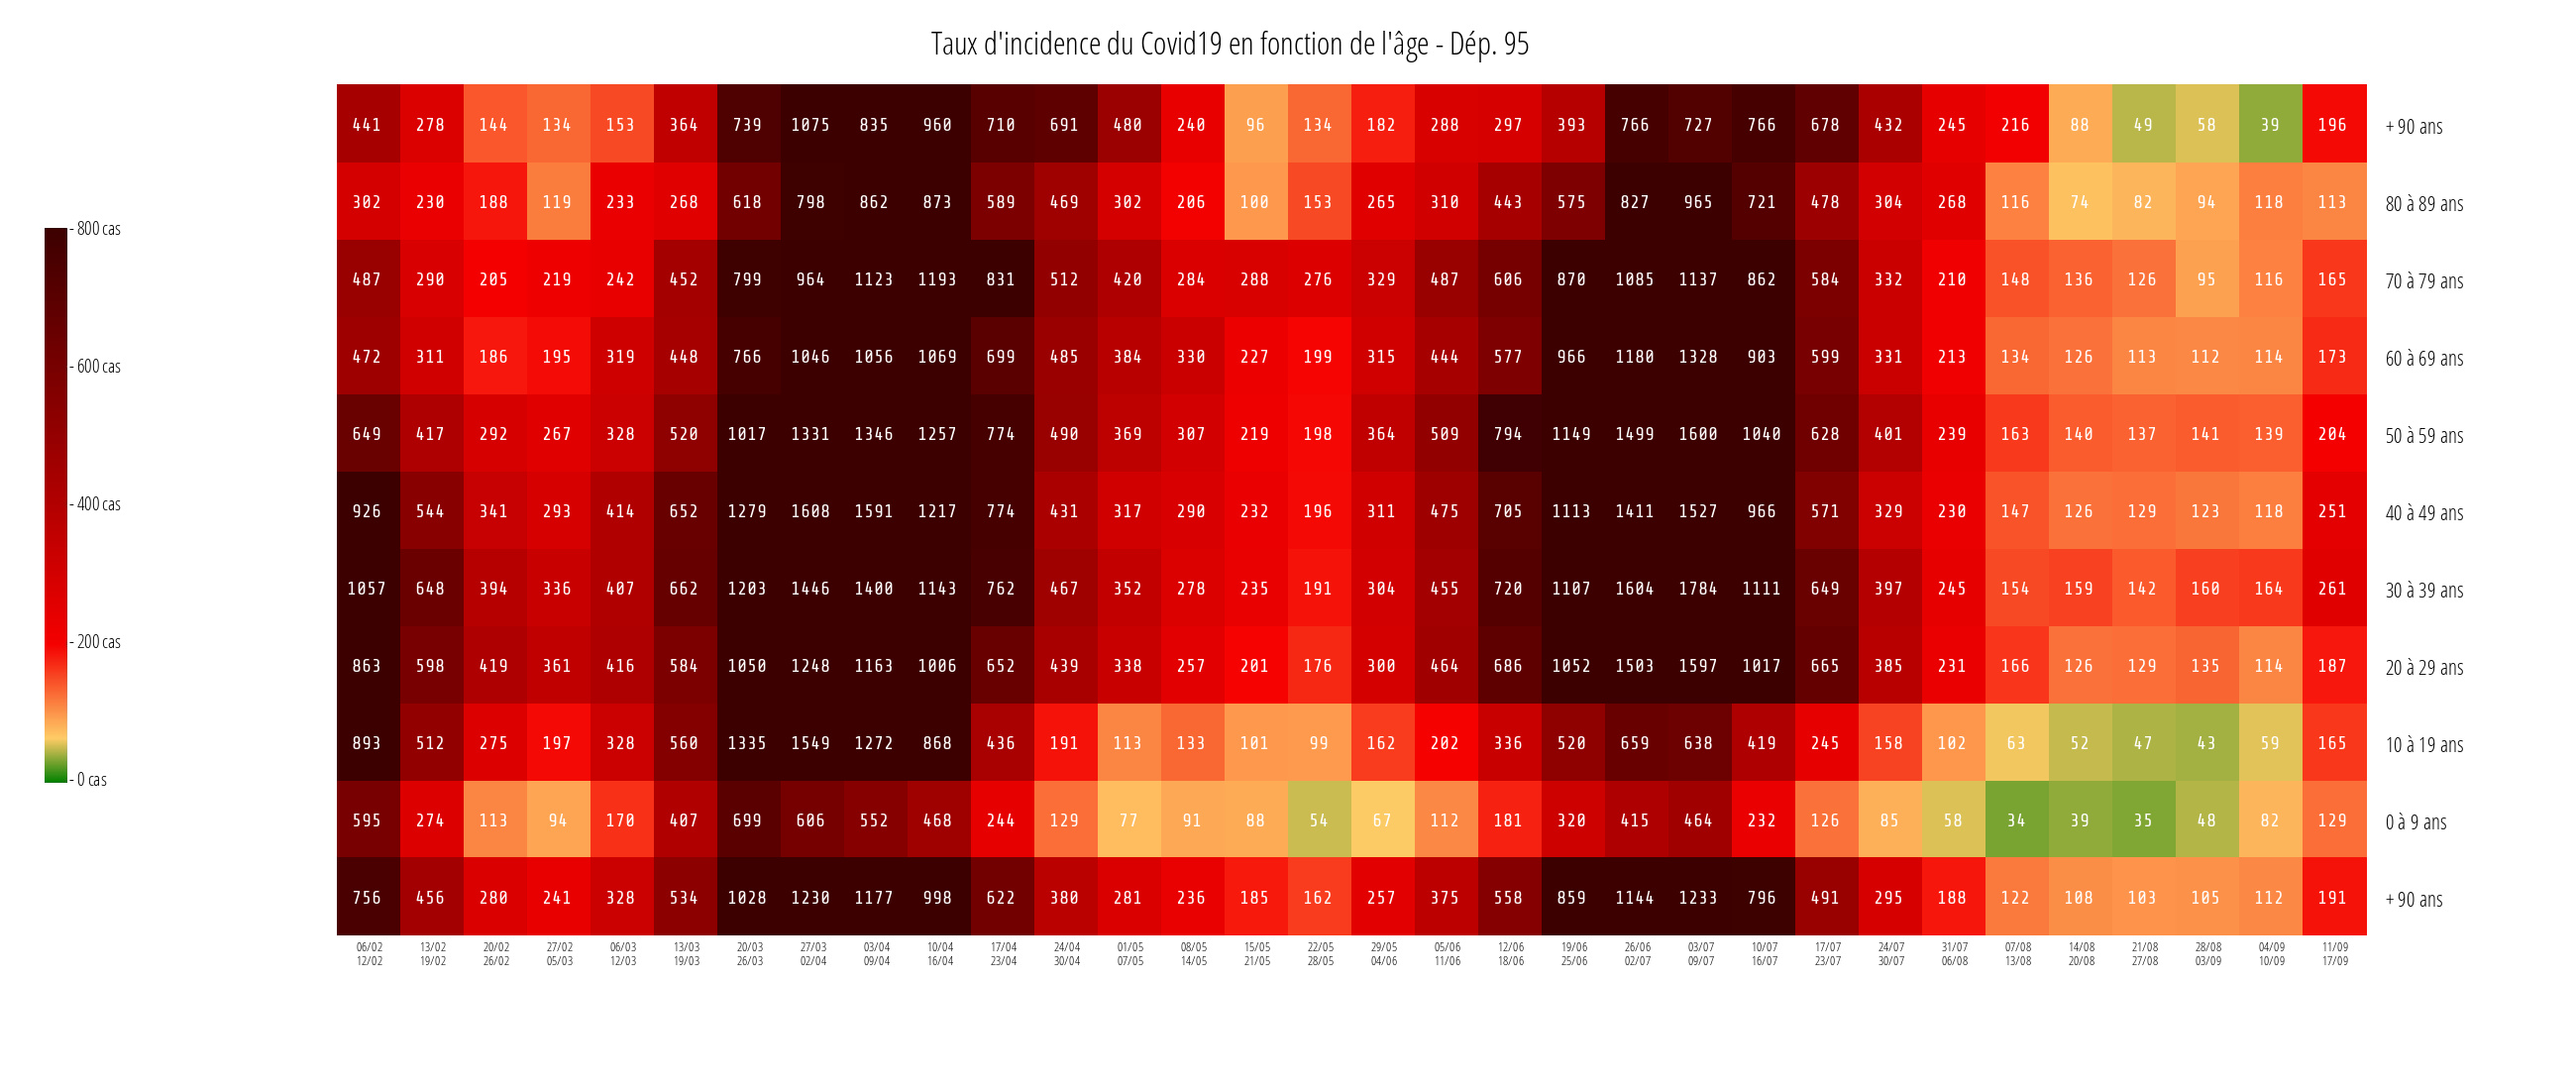 Taux d'incidence du Covid19 en fonction de l'âge - Dép. 95
- 800 cas
- 600 cas
- 400 cas
- 200 cas
- 0 cas
441 278 144 134 153 364 739 1075 835 960 710 691 480 240 96 134 182 288 297 393 766 727 766 678 432 245 216 88 49 58 39 196 + 90 ans
302 230 188 119 233 268 618 798 862 873 589 469 302 206 100 153 265 310 443 575 827 965 721 478 304 268 116 74 82 94 118 113 80 à 89 ans
487 290 205 219 242 452 799 964 1123 1193 831 512 420 284 288 276 329 487 606 870 1085 1137 862 584 332 210 148 136 126 95 116 165 70 à 79 ans
472 311 186 195 319 448 766 1046 1056 1069 699 485 384 330 227 199 315 444 577 966 1180 1328 903 599 331 213 134 126 113 112 114 173 60 à 69 ans
649 417 292 267 328 520 1017 1331 1346 1257 774 490 369 307 219 198 364 509 794 1149 1499 1600 1040 628 401 239 163 140 137 141 139 204 50 à 59 ans
926 544 341 293 414 652 1279 1608 1591 1217 774 431 317 290 232 196 311 475 705 1113 1411 1527 966 571 329 230 147 126 129 123 118 251 40 à 49 ans
1057 648 394 336 407 662 1203 1446 1400 1143 762 467 352 278 235 191 304 455 720 1107 1604 1784 1111 649 397 245 154 159 142 160 164 261 30 à 39 ans
863 598 419 361 416 584 1050 1248 1163 1006 652 439 338 257 201 176 300 464 686 1052 1503 1597 1017 665 385 231 166 126 129 135 114 187 20 à 29 ans
893 512 275 197 328 560 1335 1549 1272 868 436 191 113 133 101 99 162 202 336 520 659 638 419 245 158 102 63 52 47 43 59 165 10 à 19 ans
595 274 113 94 170 407 699 606 552 468 244 129 77 91 88 54 67 112 181 320 415 464 232 126 85 58 34 39 35 48 82 129 0 à 9 ans
756 456 280 241 328 534 1028 1230 1177 998 622 380 281 236 185 162 257 375 558 859 1144 1233 796 491 295 188 122 108 103 105 112 191 + 90 ans
06/02 13/02 20/02 27/02 06/03 13/03 20/03 27/03 03/04 10/04 17/04 24/04 01/05 08/05 15/05 22/05 29/05 05/06 12/06 19/06 26/06 03/07 10/07 17/07 24/07 31/07 07/08 14/08 21/08 28/08 04/09 11/09
12/02 19/02 26/02 05/03 12/03 19/03 26/03 02/04 09/04 16/04 23/04 30/04 07/05 14/05 21/05 28/05 04/06 11/06 18/06 25/06 02/07 09/07 16/07 23/07 30/07 06/08 13/08 20/08 27/08 03/09 10/09 17/09